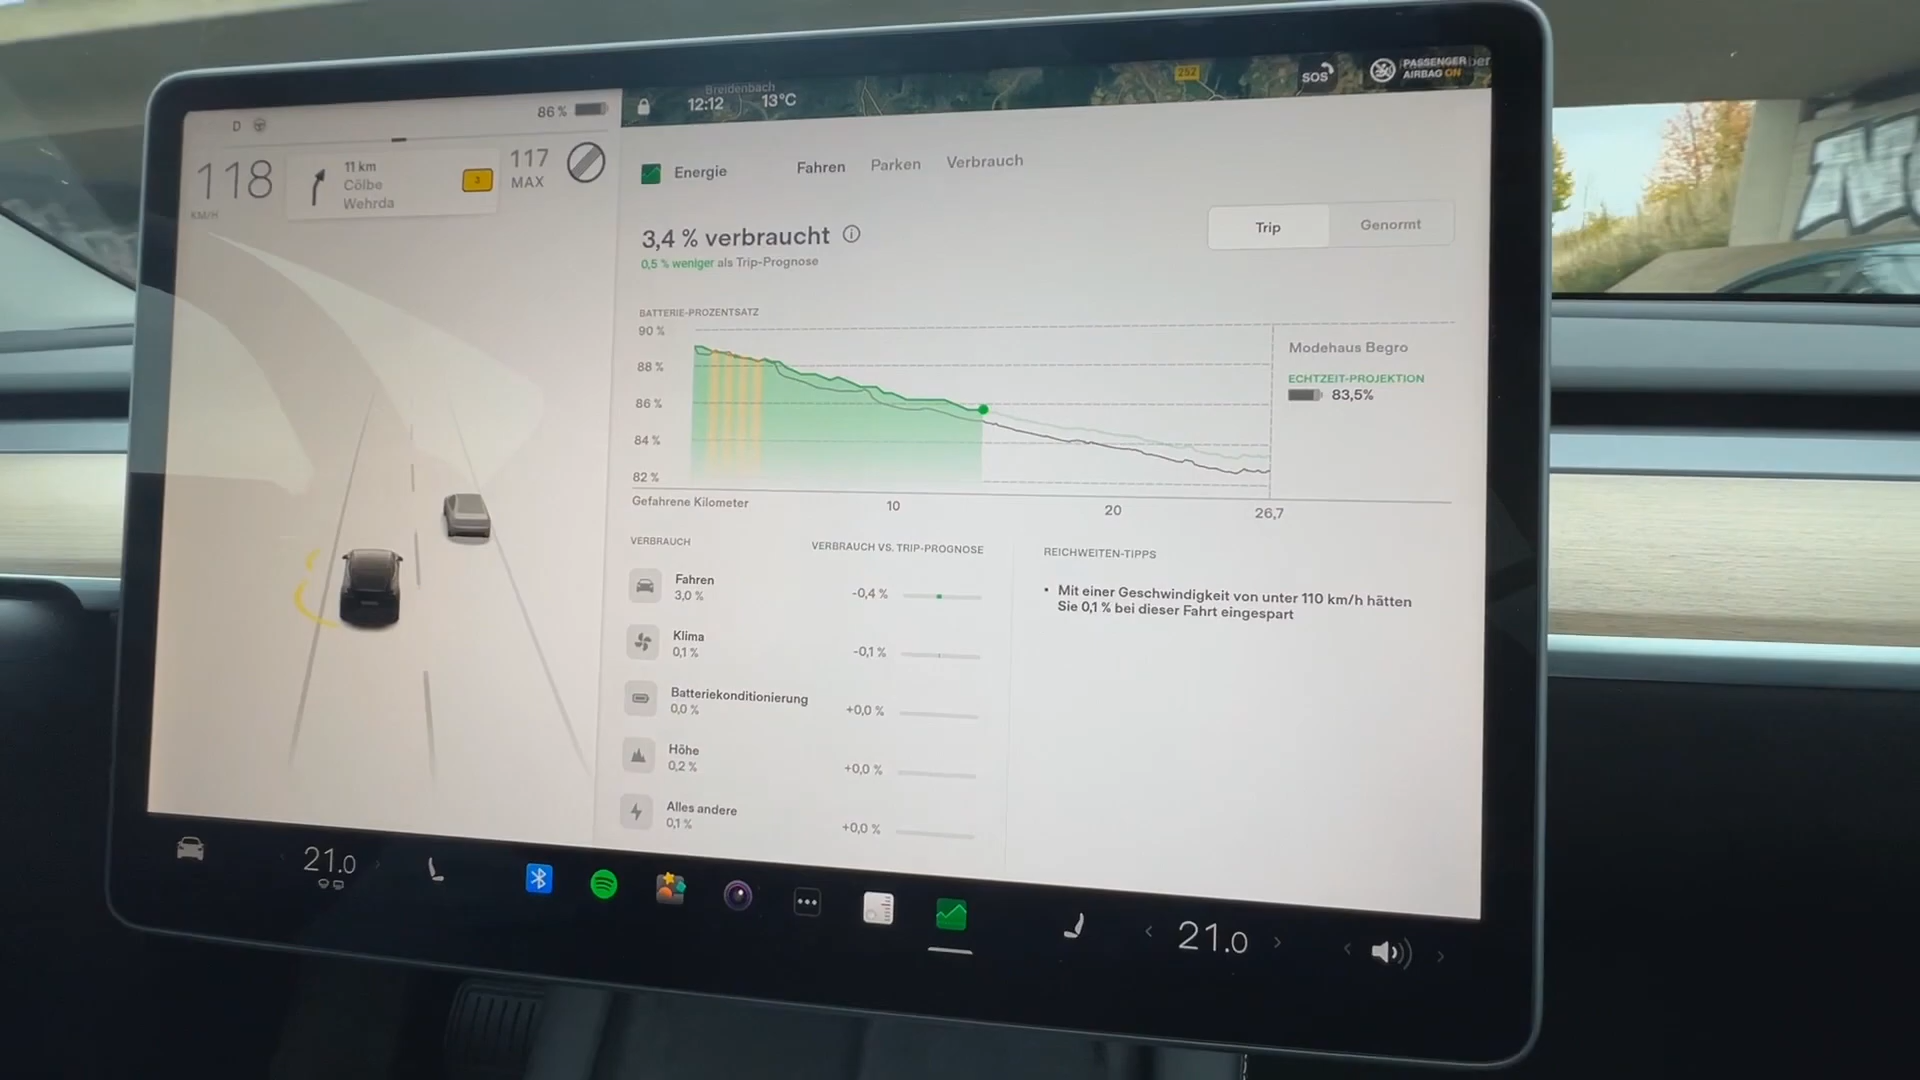 D
86 %
118
KM/H
11 km
Cölbe
Wehrda
3
117
MAX
Breidenbach
12:12
13°C
252
SOS
PASSENGER
AIRBAG ON
Energie
Fahren
Parken
Verbrauch
3,4 % verbraucht
0,5 % weniger als Trip-Prognose
Trip
Genormt
BATTERIE-PROZENTSATZ
90 %
88 %
86 %
84 %
82 %
Gefahrene Kilometer
10
20
26,7
Modehaus Begro
ECHTZEIT-PROJEKTION
83,5%
VERBRAUCH
VERBRAUCH VS. TRIP-PROGNOSE
Fahren
3,0 %
-0,4 %
Klima
0,1 %
-0,1 %
Batteriekonditionierung
0,0 %
+0,0 %
Höhe
0,2 %
+0,0 %
Alles andere
0,1 %
+0,0 %
REICHWEITEN-TIPPS
• Mit einer Geschwindigkeit von unter 110 km/h hätten
Sie 0,1 % bei dieser Fahrt eingespart
21.0
21.0